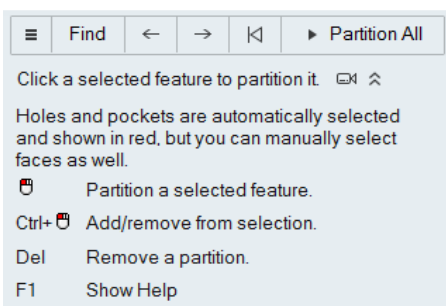 Find Partition All
Click a selected feature to partition it.
Holes and pockets are automatically selected
and shown in red, but you can manually select
faces as well.
Partition a selected feature.
Ctrl+ Add/remove from selection.
Del Remove a partition.
F1 Show Help